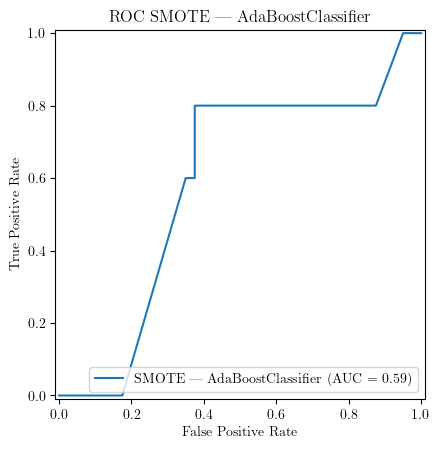 ROC SMOTE — AdaBoostClassifier
True Positive Rate
1.0
0.8
0.6
0.4
0.2
0.0
SMOTE — AdaBoostClassifier (AUC = 0.59)
0.0 0.2 0.4 0.6 0.8 1.0
False Positive Rate